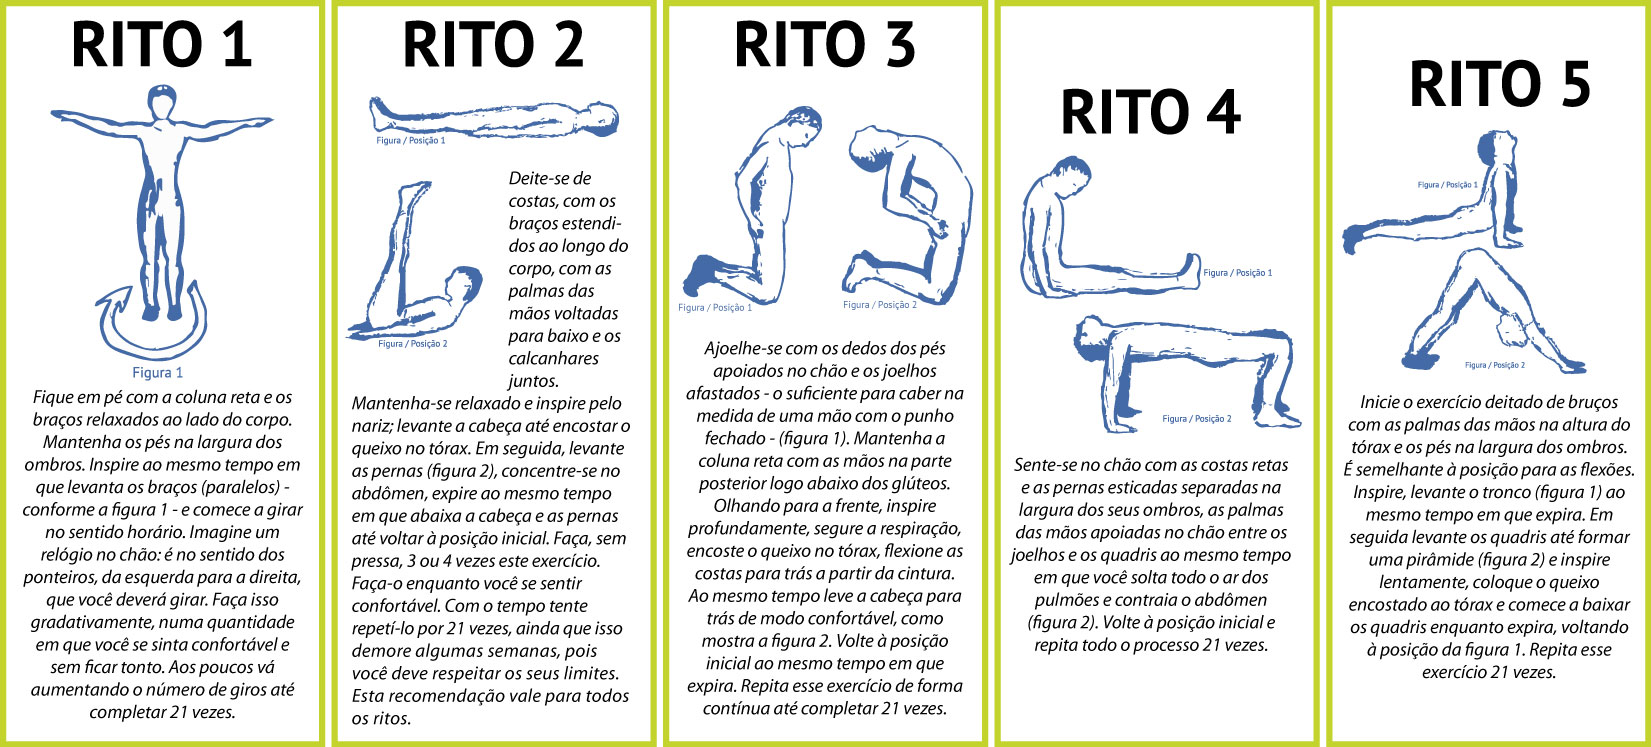 RITO 1
Figura 1
Fique em pé com a coluna reta e os
braços relaxados ao lado do corpo.
Mantenha os pés na largura dos
ombros. Inspire ao mesmo tempo em
que levanta os braços (paralelos) -
conforme a figura 1 - e comece a girar
no sentido horário. Imagine um
relógio no chão: é no sentido dos
ponteiros, da esquerda para a direita,
que você deverá girar. Faça isso
gradativamente, numa quantidade
em que você se sinta confortável e
sem ficar tonto. Aos poucos vá
aumentando o número de giros até
completar 21 vezes.
RITO 2
Figura / Posição 1
Deite-se de
costas, com os
braços estendi-
dos ao longo do
corpo, com as
palmas das
mãos voltadas
para baixo e os
calcanhares
juntos.
Figura / Posição 2
Mantenha-se relaxado e inspire pelo
nariz; levante a cabeça até encostar o
queixo no tórax. Em seguida, levante
as pernas (figura 2), concentre-se no
abdômen, expire ao mesmo tempo
em que abaixa a cabeça e as pernas
até voltar à posição inicial. Faça, sem
pressa, 3 ou 4 vezes este exercício.
Faça-o enquanto você se sentir
confortável. Com o tempo tente
repetí-lo por 21 vezes, ainda que isso
demore algumas semanas, pois
você deve respeitar os seus limites.
Esta recomendação vale para todos
os ritos.
RITO 3
Figura / Posição 1
Figura / Posição 2
Ajoelhe-se com os dedos dos pés
apoiados no chão e os joelhos
afastados - o suficiente para caber na
medida de uma mão com o punho
fechado - (figura 1). Mantenha a
coluna reta com as mãos na parte
posterior logo abaixo dos glúteos.
Olhando para a frente, inspire
profundamente, segure a respiração,
encoste o queixo no tórax, flexione as
costas para trás a partir da cintura.
Ao mesmo tempo leve a cabeça para
trás de modo confortável, como
mostra a figura 2. Volte à posição
inicial ao mesmo tempo em que
expira. Repita esse exercício de forma
contínua até completar 21 vezes.
RITO 4
Figura / Posição 1
Figura / Posição 2
Sente-se no chão com as costas retas
e as pernas esticadas separadas na
largura dos seus ombros, as palmas
das mãos apoiadas no chão entre os
joelhos e os quadris ao mesmo tempo
em que você solta todo o ar dos
pulmões e contraia o abdômen
(figura 2). Volte à posição inicial e
repita todo o processo 21 vezes.
RITO 5
Figura / Posição 1
Figura / Posição 2
Inicie o exercício deitado de bruços
com as palmas das mãos na altura do
tórax e os pés na largura dos ombros.
É semelhante à posição para as flexões.
Inspire, levante o tronco (figura 1) ao
mesmo tempo em que expira. Em
seguida levante os quadris até formar
uma pirâmide (figura 2) e inspire
lentamente, coloque o queixo
encostado ao tórax e comece a baixar
os quadris enquanto expira, voltando
à posição da figura 1. Repita esse
exercício 21 vezes.